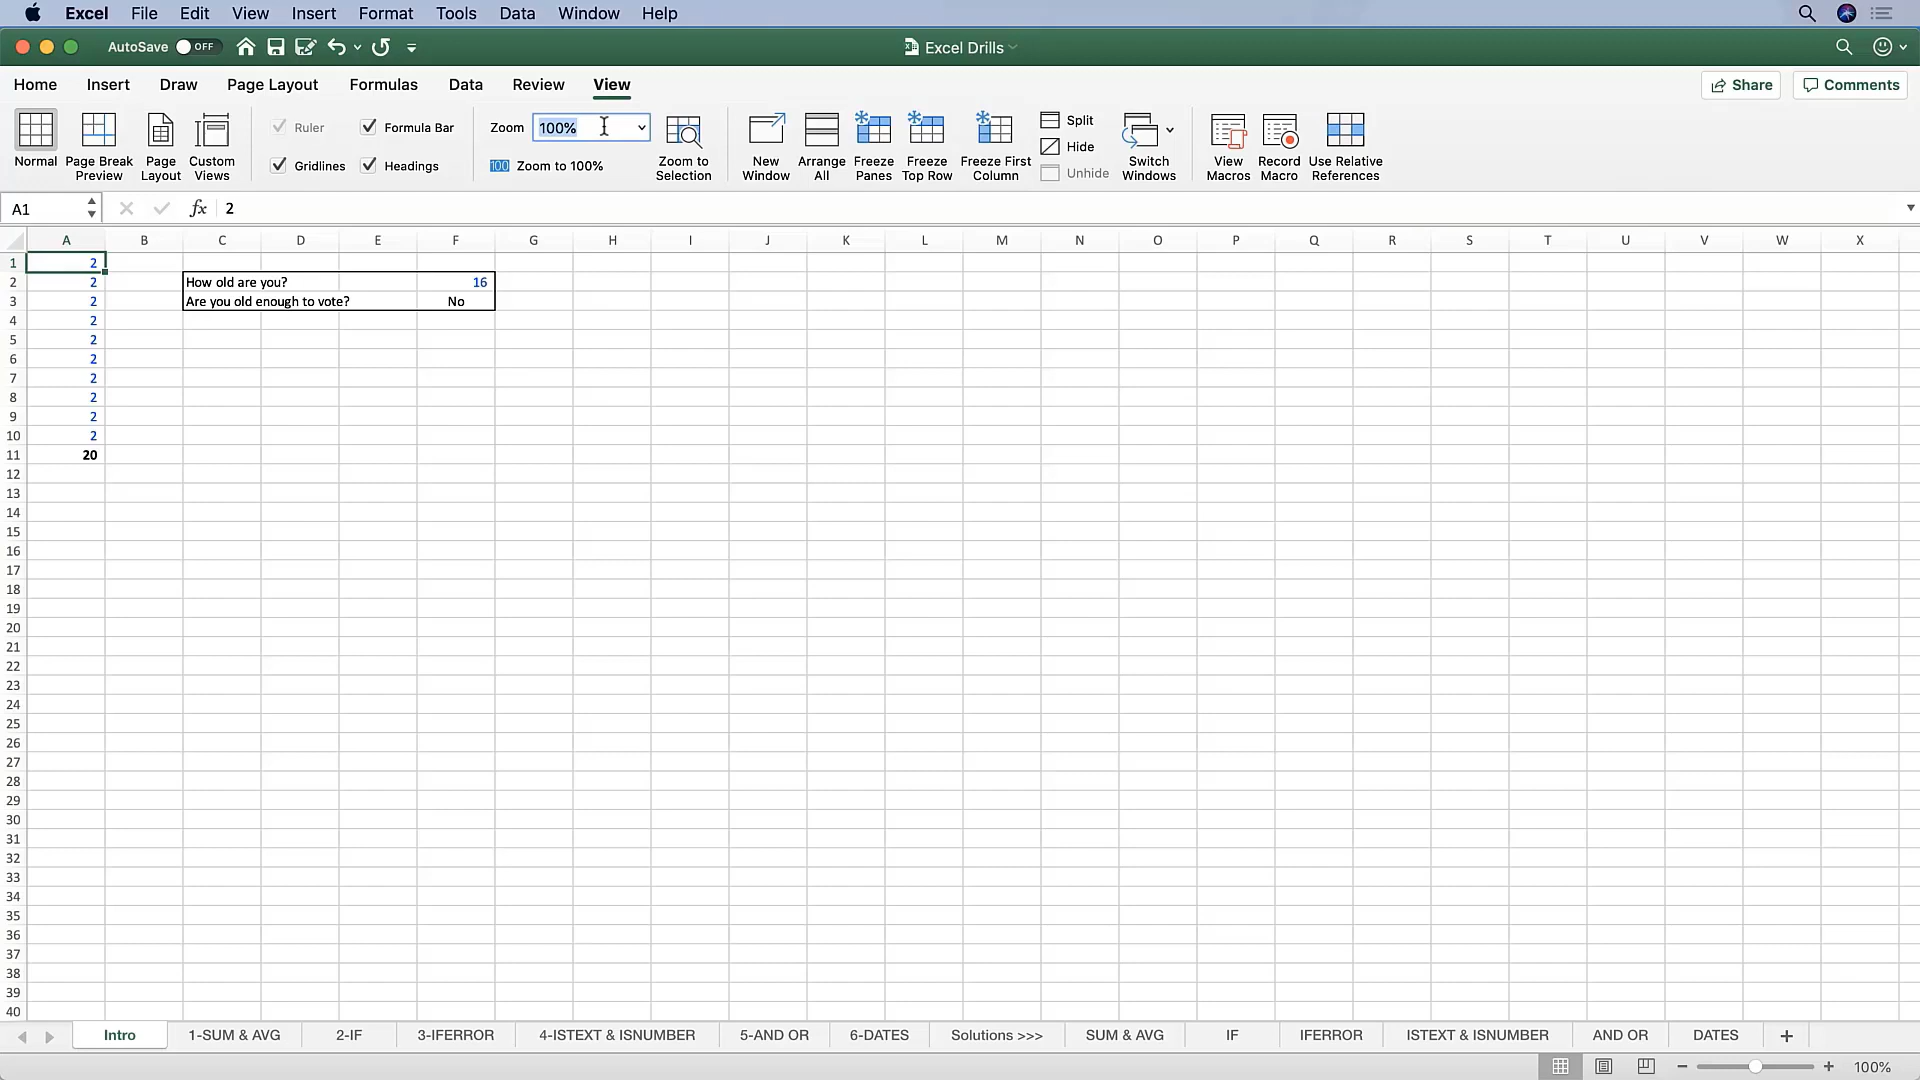 Excel File Edit View Insert Format Tools Data Window Help
AutoSave OFF Excel Drills
Home Insert Draw Page Layout Formulas Data Review View Share Comments
Normal Page Break Preview Page Layout Custom Views
Ruler Formula Bar
Gridlines Headings
Zoom 100%
100 Zoom to 100%
Zoom to Selection
New Window Arrange All Freeze Panes Freeze Top Row Freeze First Column
Split
Hide
Unhide
Switch Windows
View Macros Record Macro Use Relative References
A1 fx 2
A B C D E F G H I J K L M N O P Q R S T U V W X
1 2
2 2 How old are you? 16
3 2 Are you old enough to vote? No
4 2
5 2
6 2
7 2
8 2
9 2
10 2
11 20
12
13
14
15
16
17
18
19
20
21
22
23
24
25
26
27
28
29
30
31
32
33
34
35
36
37
38
39
40
Intro 1-SUM & AVG 2-IF 3-IFERROR 4-ISTEXT & ISNUMBER 5-AND OR 6-DATES Solutions >>> SUM & AVG IF IFERROR ISTEXT & ISNUMBER AND OR DATES +
100%